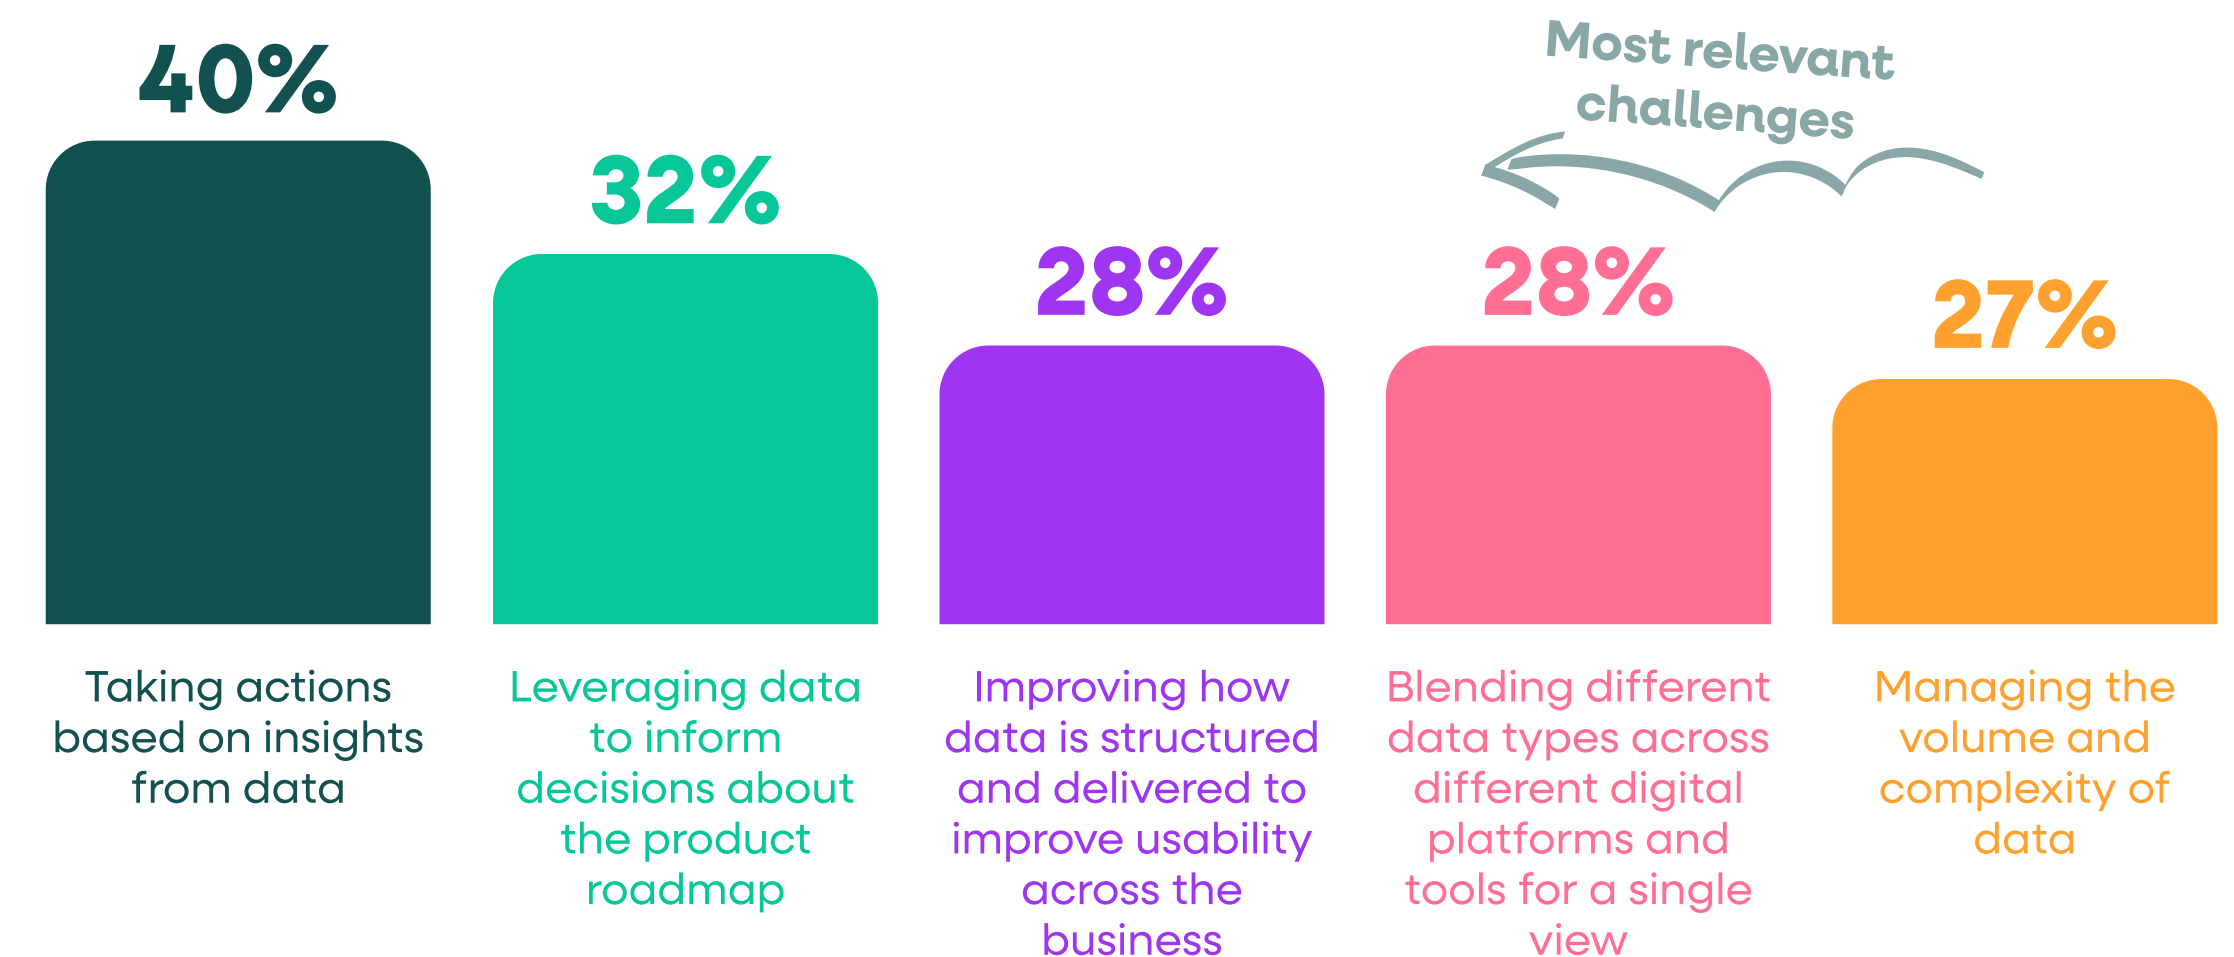 Most relevant
challenges
40%
32%
28%
28%
27%
Taking actions
based on insights
from data
Leveraging data
to inform
decisions about
the product
roadmap
Improving how
data is structured
and delivered to
improve usability
across the
business
Blending different
data types across
different digital
platforms and
tools for a single
view
Managing the
volume and
complexity of
data